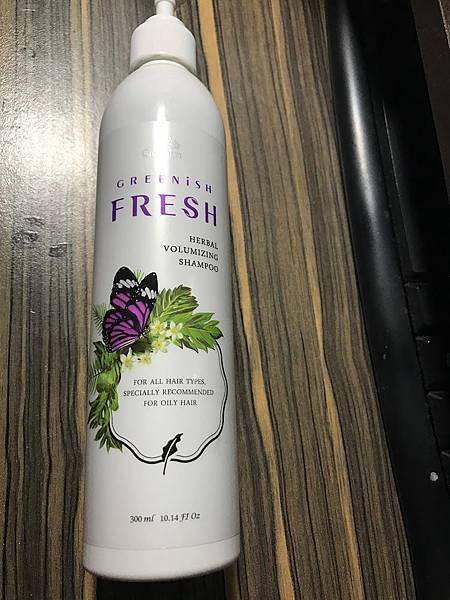 GREENiSH
FRESH
HERBAL
VOLUMIZING
SHAMPOO
FOR ALL HAIR TYPES,
SPECIALLY RECOMMENDED
FOR OILY HAIR
300 ml 10.14 Fl Oz